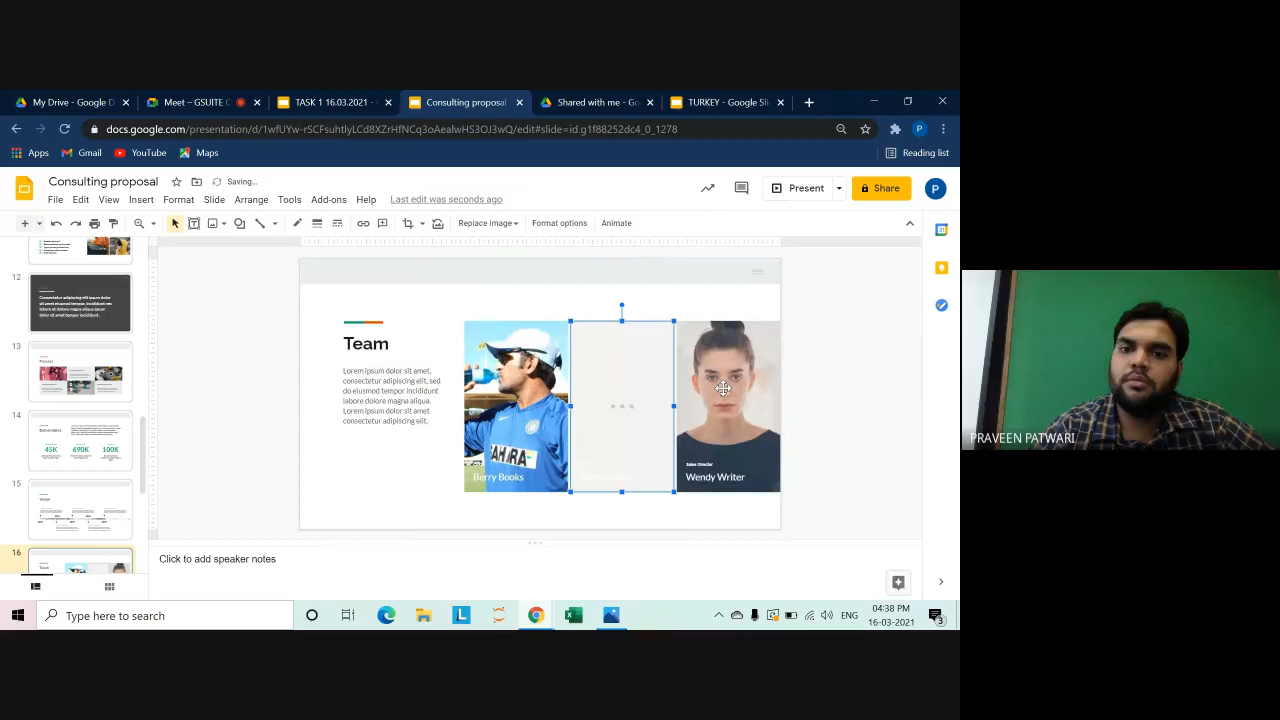 My Drive - Google D
Meet – GSUITE C
TASK 1 16.03.2021 -
Consulting proposal
Shared with me - Go
TURKEY - Google Sli
docs.google.com/presentation/d/1wfUYw-rSCFsuhtlyLCd8XZrHfNCq3oAealwHS3OJ3wQ/edit#slide=id.g1f88252dc4_0_1278
P
Apps
Gmail
YouTube
Maps
Reading list
Consulting proposal
Saving...
File Edit View Insert Format Slide Arrange Tools Add-ons Help
Last edit was seconds ago
Present
Share
P
Replace image
Format options
Animate
12
13
Process
14
Deliverables
45K
690K
100K
15
16
Team
Team
Lorem ipsum dolor sit amet,
consectetur adipiscing elit, sed
do eiusmod tempor incididunt
labore dolore magna aliqua
Lorem ipsum dolor sit amet
consectetur adipiscing elit.
SAHARA
Berry Books
Sales Director
Wendy Writer
Click to add speaker notes
PRAVEEN PATWARI
Type here to search
ENG
04:38 PM
16-03-2021
3